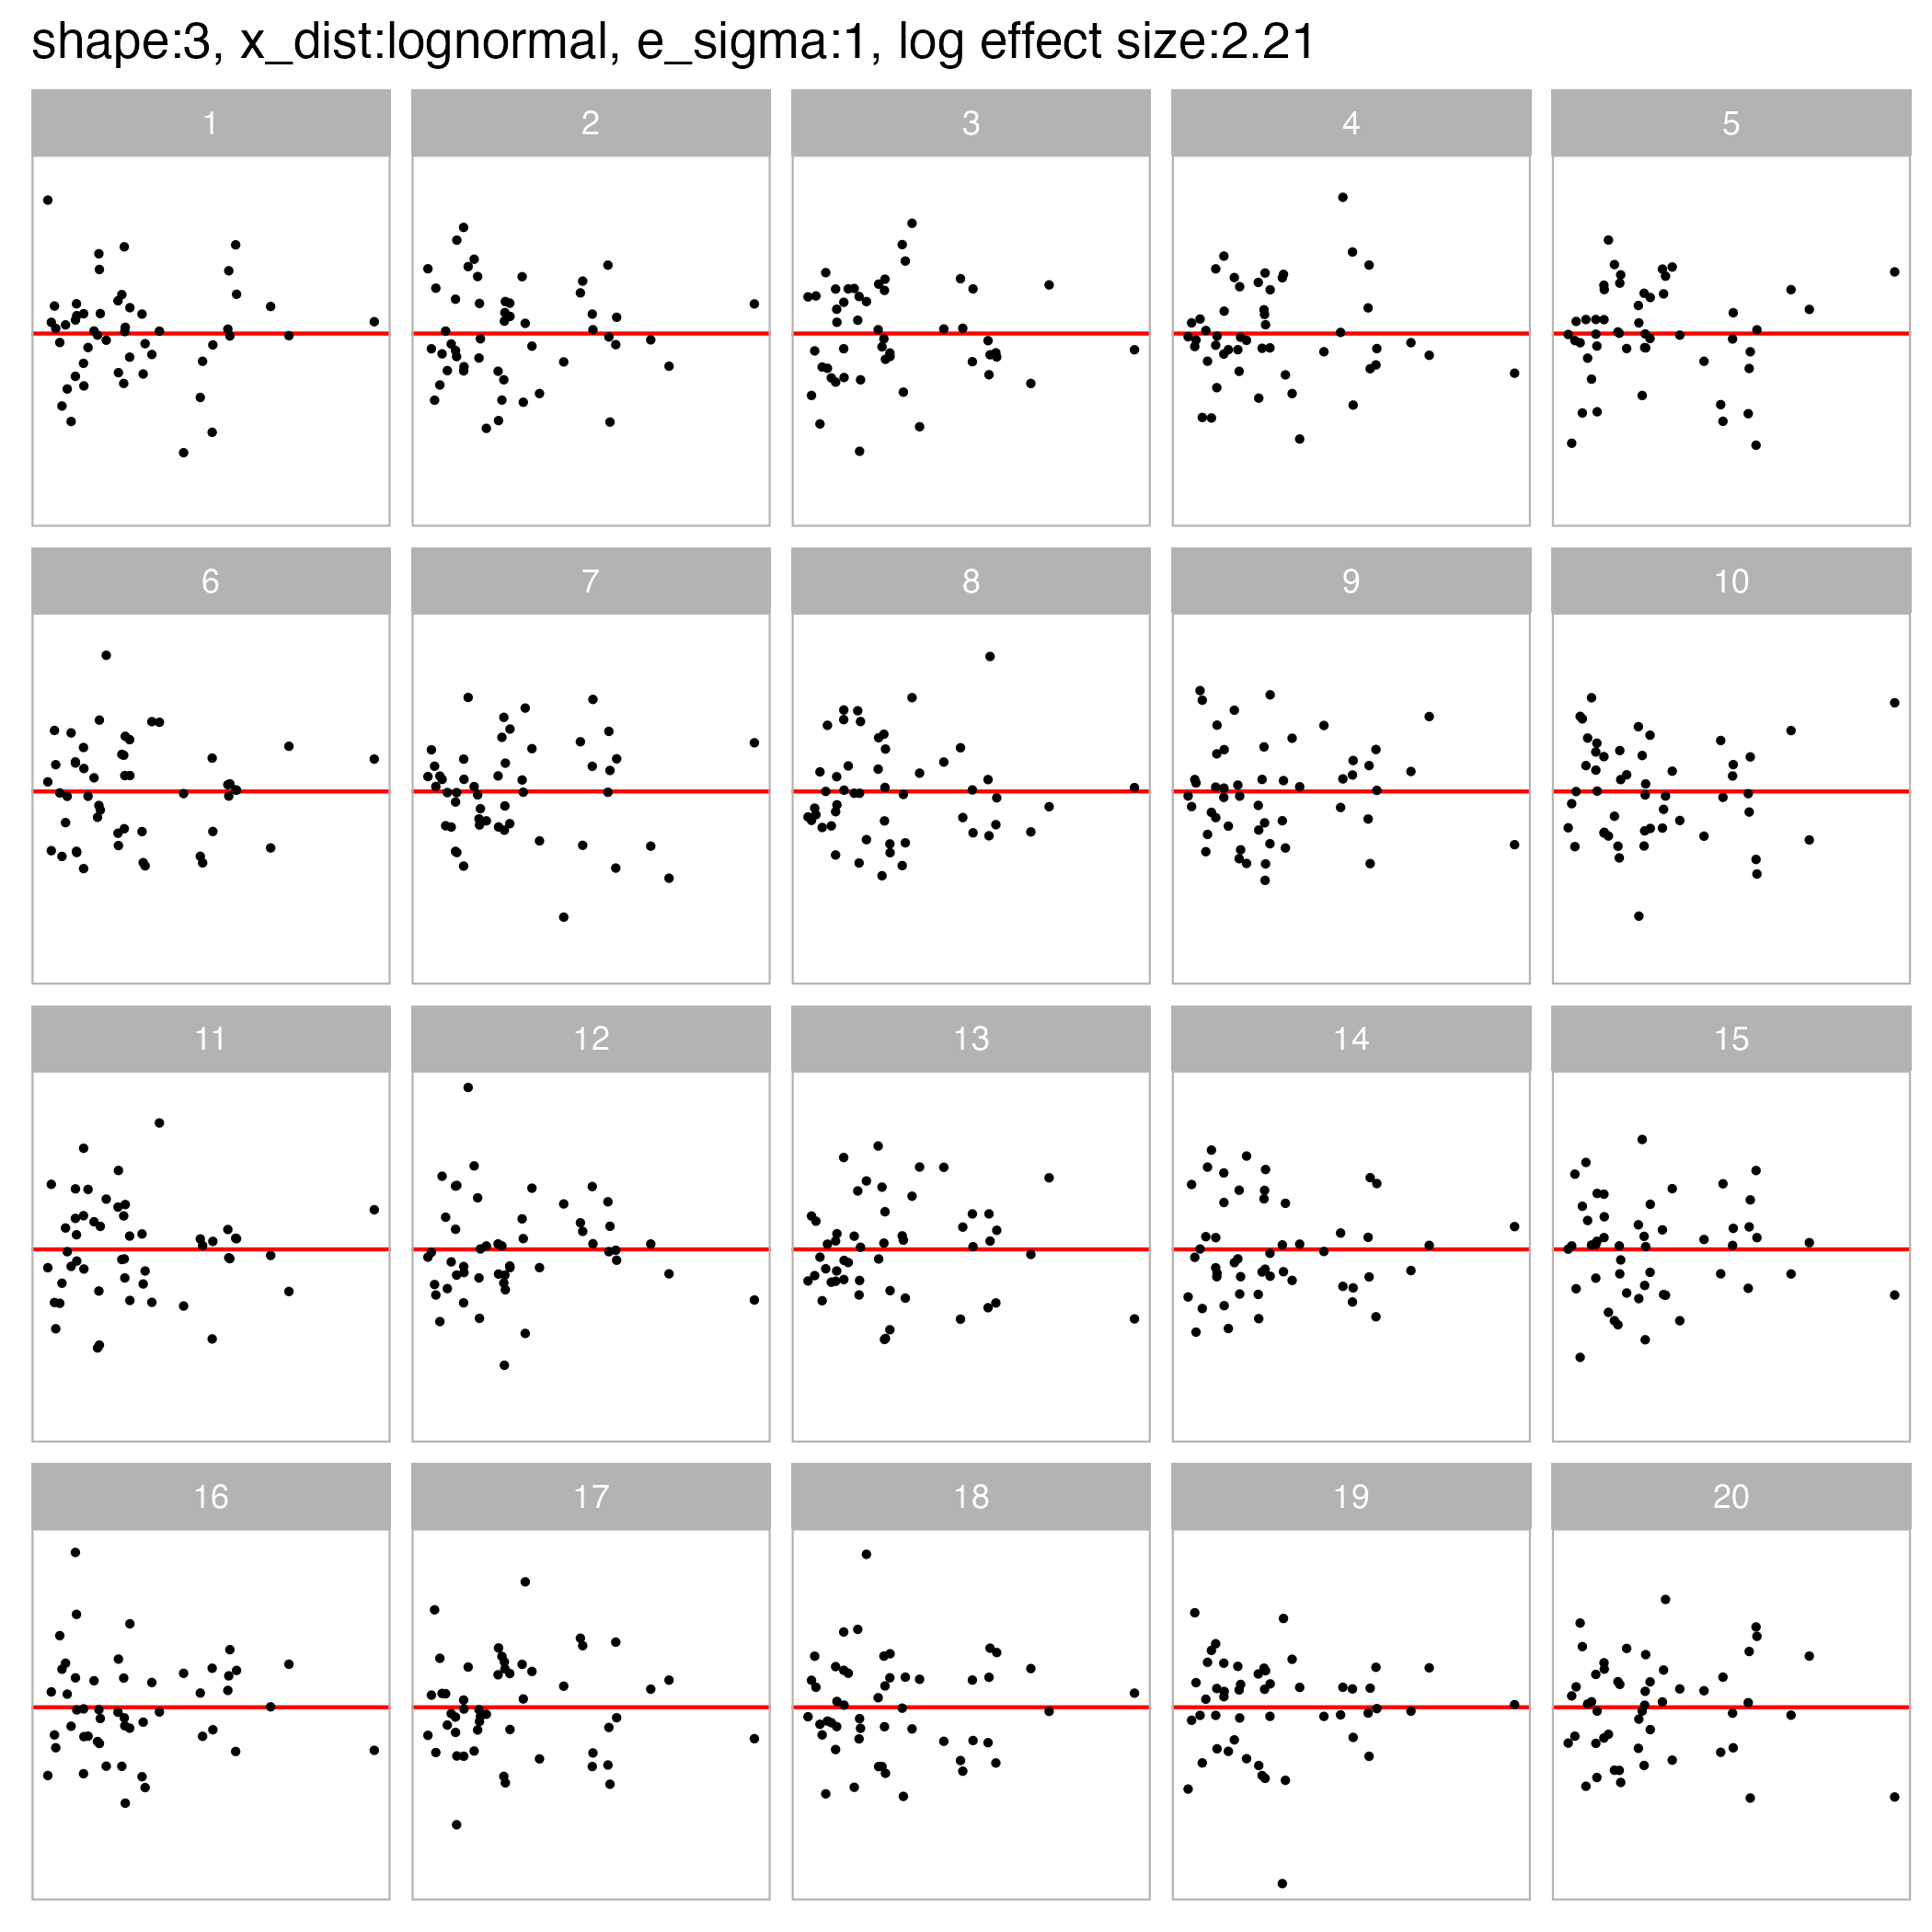 shape:3, x_dist:lognormal, e_sigma:1, log effect size:2.21
1 2 3 4 5
6 7 8 9 10
11 12 13 14 15
16 17 18 19 20